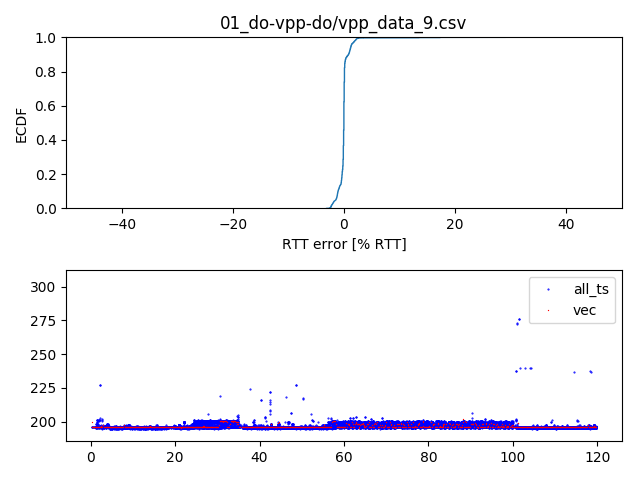 01_do-vpp-do/vpp_data_9.csv
1.0
0.8
0.6
0.4
0.2
0.0
ECDF
−40 −20 0 20 40
RTT error [% RTT]
300
275
250
225
200
all_ts
vec
0 20 40 60 80 100 120